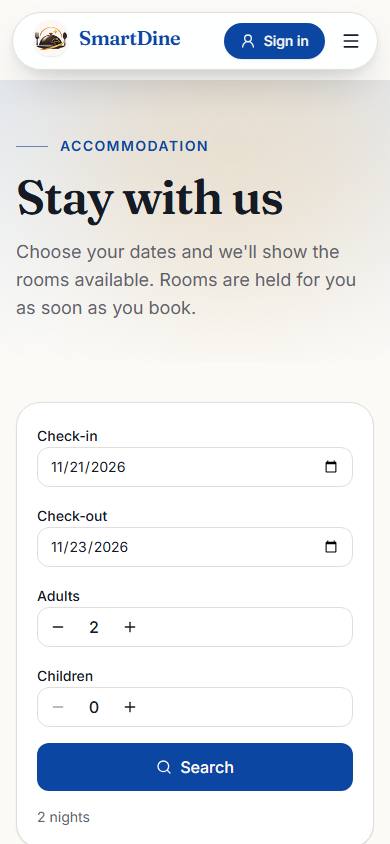 SmartDine
Sign in
ACCOMMODATION
Stay with us
Choose your dates and we'll show the
rooms available. Rooms are held for you
as soon as you book.
Check-in
11/21/2026
Check-out
11/23/2026
Adults
2
Children
0
Search
2 nights